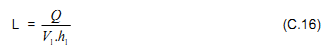 L = Q / V₁.h₁ (C.16)